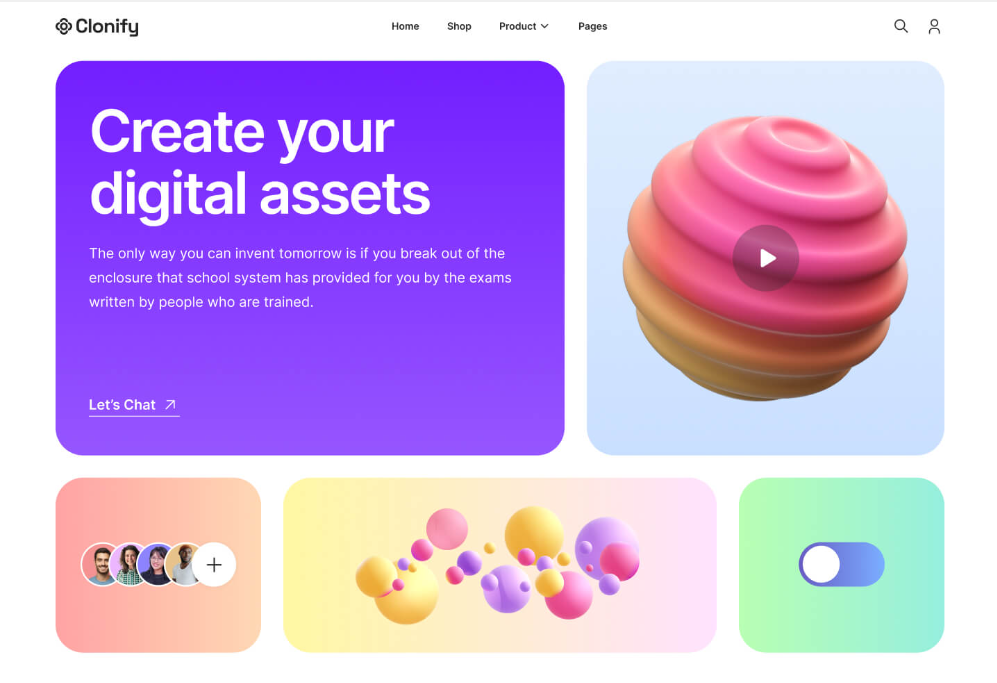 Clonify
Home
Shop
Product
Pages
Create your
digital assets
The only way you can invent tomorrow is if you break out of the
enclosure that school system has provided for you by the exams
written by people who are trained.
Let’s Chat